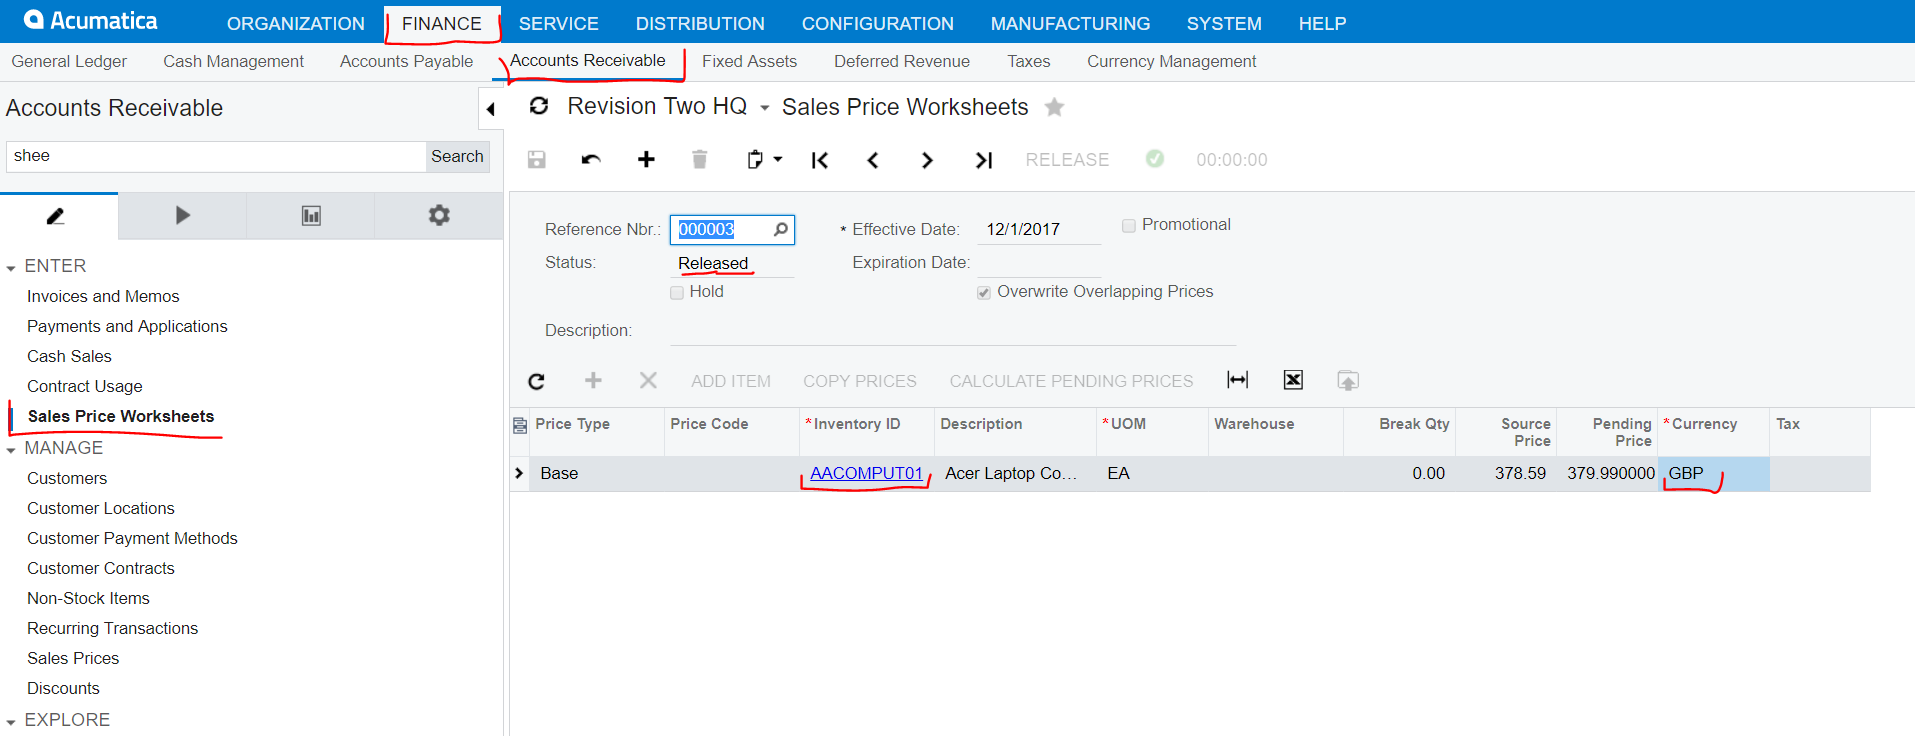 Acumatica ORGANIZATION FINANCE SERVICE DISTRIBUTION CONFIGURATION MANUFACTURING SYSTEM HELP
General Ledger Cash Management Accounts Payable Accounts Receivable Fixed Assets Deferred Revenue Taxes Currency Management
Accounts Receivable
shee Search
ENTER
Invoices and Memos
Payments and Applications
Cash Sales
Contract Usage
Sales Price Worksheets
MANAGE
Customers
Customer Locations
Customer Payment Methods
Customer Contracts
Non-Stock Items
Recurring Transactions
Sales Prices
Discounts
EXPLORE
Revision Two HQ Sales Price Worksheets
RELEASE 00:00:00
Reference Nbr.: 000003 * Effective Date: 12/1/2017 Promotional
Status: Released Expiration Date:
Hold Overwrite Overlapping Prices
Description:
ADD ITEM COPY PRICES CALCULATE PENDING PRICES
Price Type Price Code *Inventory ID Description *UOM Warehouse Break Qty Source Price Pending Price *Currency Tax
Base AACOMPUT01 Acer Laptop Co... EA 0.00 378.59 379.990000 GBP